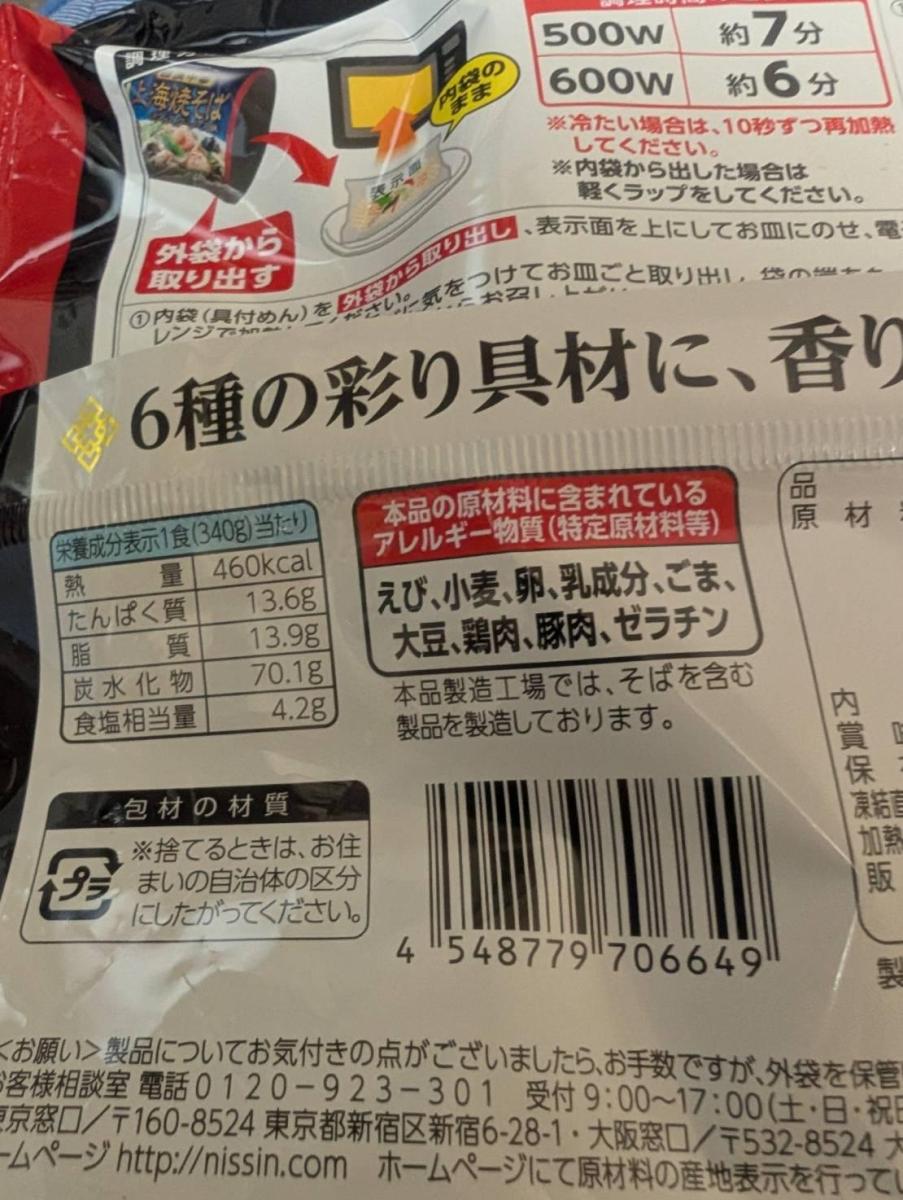 調理方
上海焼そば
内袋の
まま
表示面
外袋から
取り出す
500W 約7分
600W 約6分
※冷たい場合は、10秒ずつ再加熱
してください。
※内袋から出した場合は
軽くラップをしてください。
①内袋(具付めん)を外袋から取り出し、表示面を上にしてお皿にのせ、電
気をつけてお皿ごと取り出し、
6種の彩り具材に、香り
栄養成分表示1食(340g)当たり
熱量 460kcal
たんぱく質 13.6g
脂質 13.9g
炭水化物 70.1g
食塩相当量 4.2g
本品の原材料に含まれている
アレルギー物質(特定原材料等)
えび、小麦、卵、乳成分、ごま、
大豆、鶏肉、豚肉、ゼラチン
本品製造工場では、そばを含む
製品を製造しております。
品
原材
内
賞
保
凍結直
加熱
販
製
包材の材質
プラ
※捨てるときは、お住
まいの自治体の区分
にしたがってください。
4 548779 706649
<お願い>製品についてお気付きの点がございましたら、お手数ですが、外袋を保管
お客様相談室 電話0120-923-301 受付9:00〜17:00(土・日・祝日
東京窓口/〒160-8524 東京都新宿区新宿6-28-1・大阪窓口/〒532-8524 大
ームページ http://nissin.com ホームページにて原材料の産地表示を行ってい